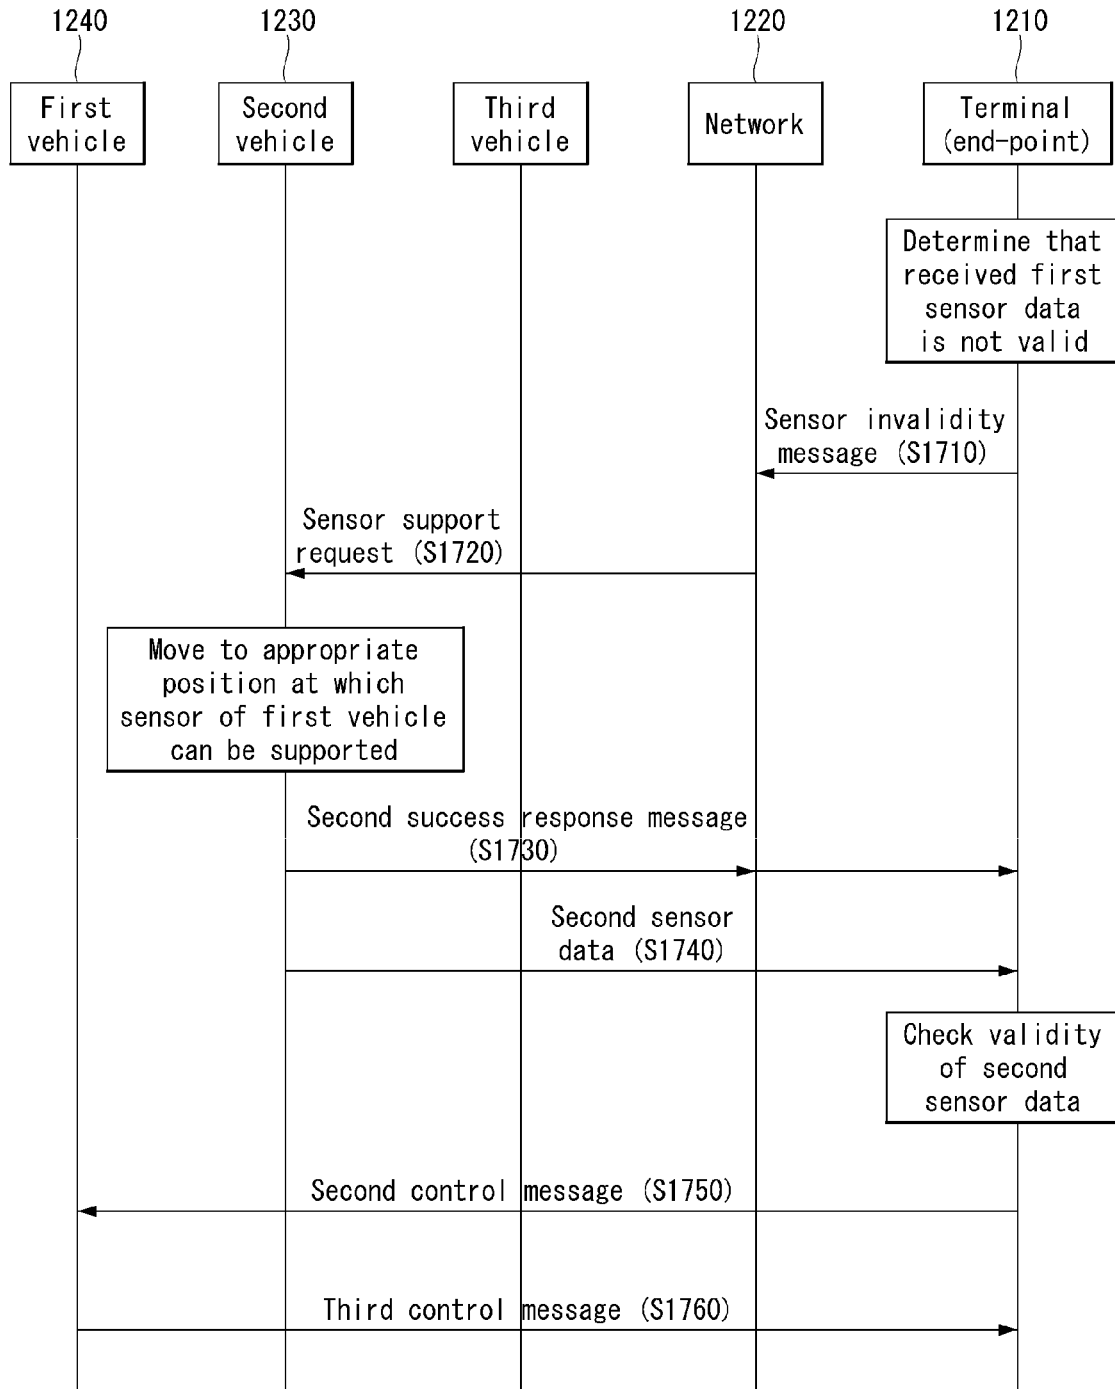 1240
1230
1220
1210
First
vehicle
Second
vehicle
Third
vehicle
Network
Terminal
(end-point)
Determine that
received first
sensor data
is not valid
Sensor invalidity
message (S1710)
Sensor support
request (S1720)
Move to appropriate
position at which
sensor of first vehicle
can be supported
Second success response message
(S1730)
Second sensor
data (S1740)
Check validity
of second
sensor data
Second control message (S1750)
Third control message (S1760)